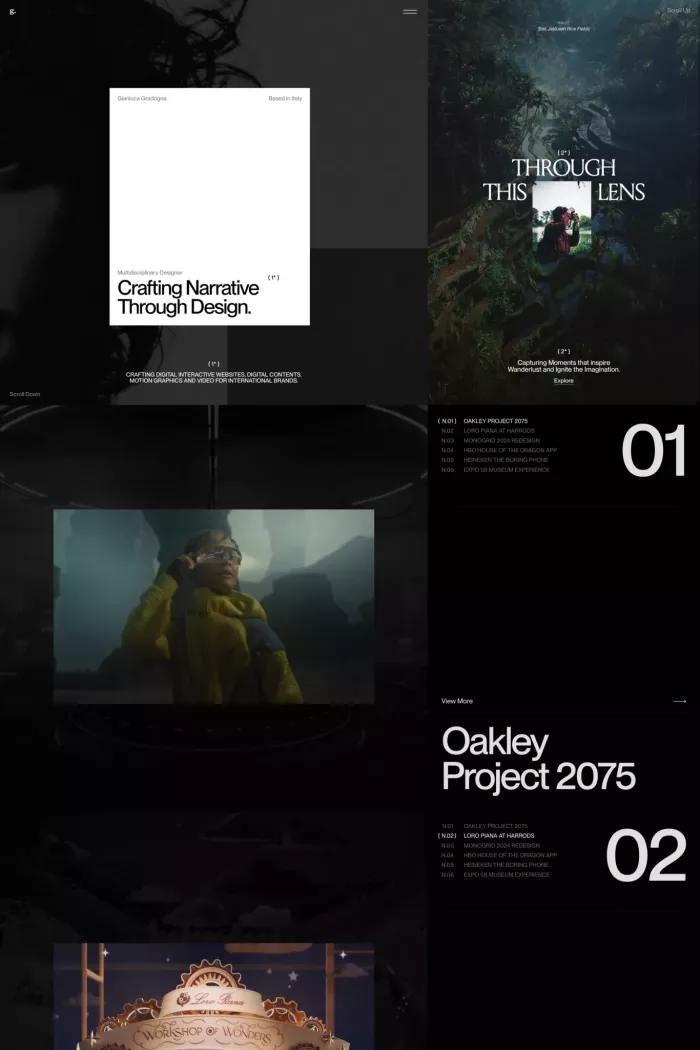 g.
Gianluca Gradogna
Based in Italy
Multidisciplinary Designer
( 1* )
Crafting Narrative
Through Design.
( 1* )
CRAFTING DIGITAL INTERACTIVE WEBSITES, DIGITAL CONTENTS,
MOTION GRAPHICS AND VIDEO FOR INTERNATIONAL BRANDS.
Scroll Down
Scroll Up
Bali, Jatiluwih Rice Fields
( 2* )
THROUGH
THIS LENS
( 2* )
Capturing Moments that inspire
Wanderlust and Ignite the Imagination.
Explore
( N.01 ) OAKLEY PROJECT 2075
N.02 LORO PIANA AT HARRODS
N.03 MONOGRID 2024 REDESIGN
N.04 HBO HOUSE OF THE DRAGON APP
N.05 HEINEKEN THE BORING PHONE
N.06 EXPO 58 MUSEUM EXPERIENCE
01
View More
Oakley
Project 2075
N.01 OAKLEY PROJECT 2075
( N.02 ) LORO PIANA AT HARRODS
N.03 MONOGRID 2024 REDESIGN
N.04 HBO HOUSE OF THE DRAGON APP
N.05 HEINEKEN THE BORING PHONE
N.06 EXPO 58 MUSEUM EXPERIENCE
02
Loro Piana
WORKSHOP OF WONDERS